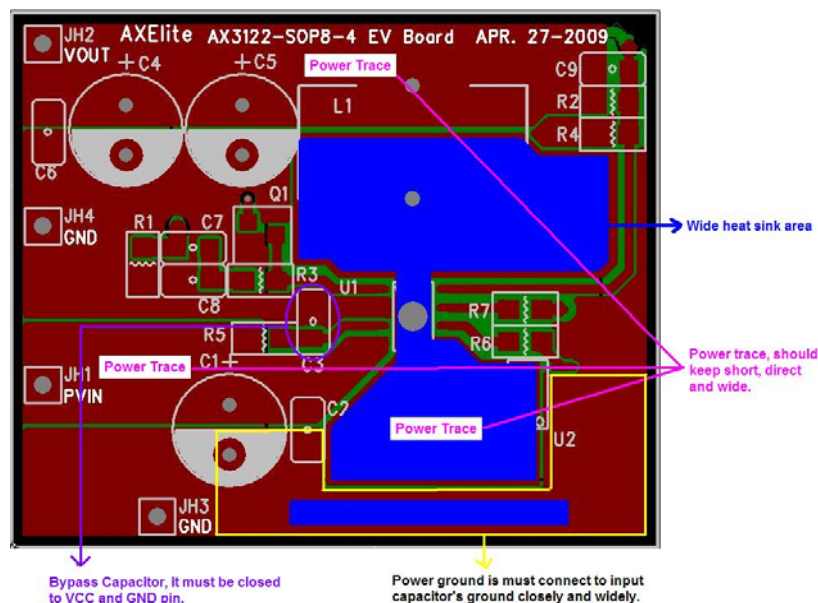 JH2
VOUT
AXElite AX3122-SOP8-4 EV Board APR. 27-2009
+C4
+C5
Power Trace
C9
R2
R4
L1
C6
Q1
JH4
GND
R1
C7
Wide heat sink area
C8
R3
U1
R7
R5
R6
C3
C1+
Power Trace
JH1
PVIN
Power trace, should
keep short, direct
and wide.
C2
Power Trace
U2
JH3
GND
Bypass Capacitor, it must be closed
to VCC and GND pin.
Power ground is must connect to input
capacitor's ground closely and widely.